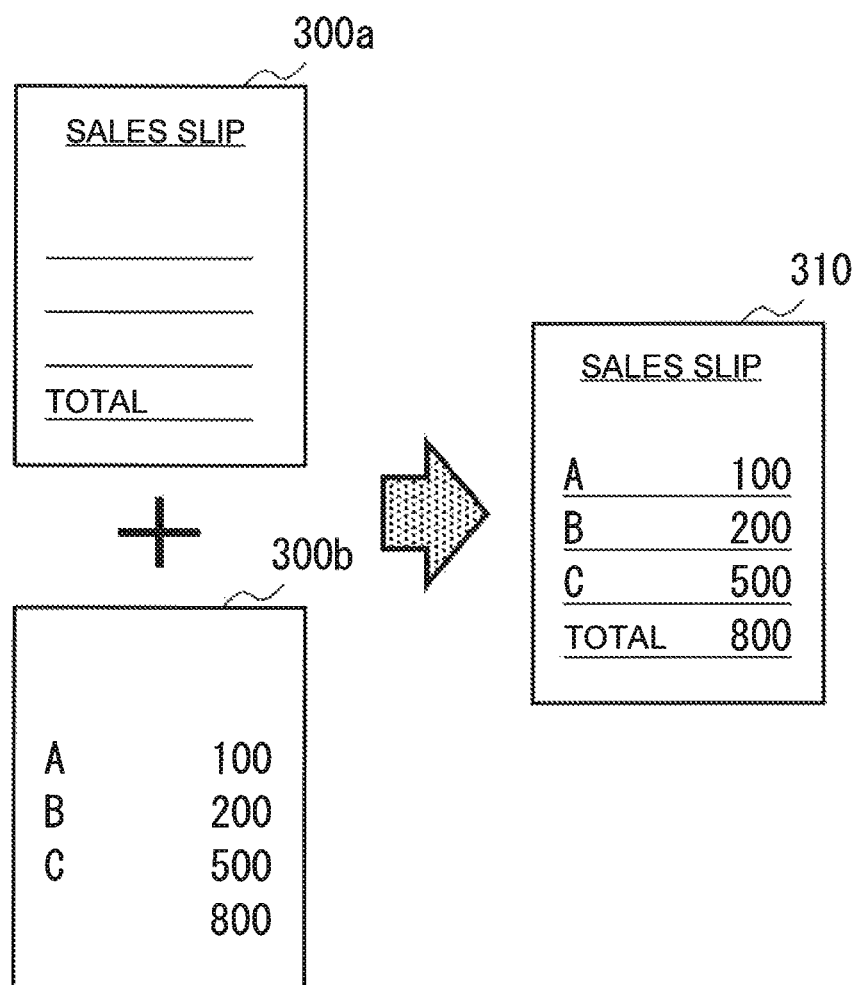 300a
SALES SLIP
TOTAL
300b
A 100
B 200
C 500
800
310
SALES SLIP
A 100
B 200
C 500
TOTAL 800